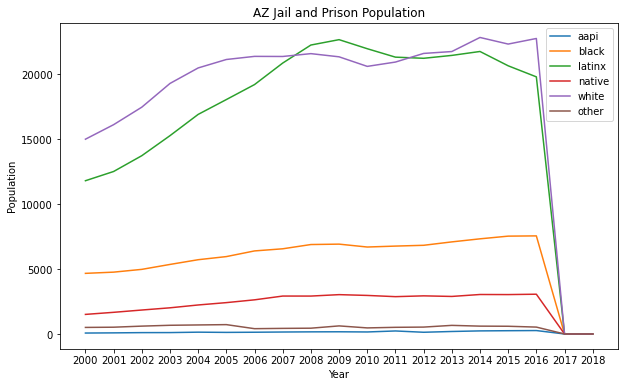 AZ Jail and Prison Population
aapi
black
latinx
native
white
other
Population
20000
15000
10000
5000
0
2000 2001 2002 2003 2004 2005 2006 2007 2008 2009 2010 2011 2012 2013 2014 2015 2016 2017 2018
Year